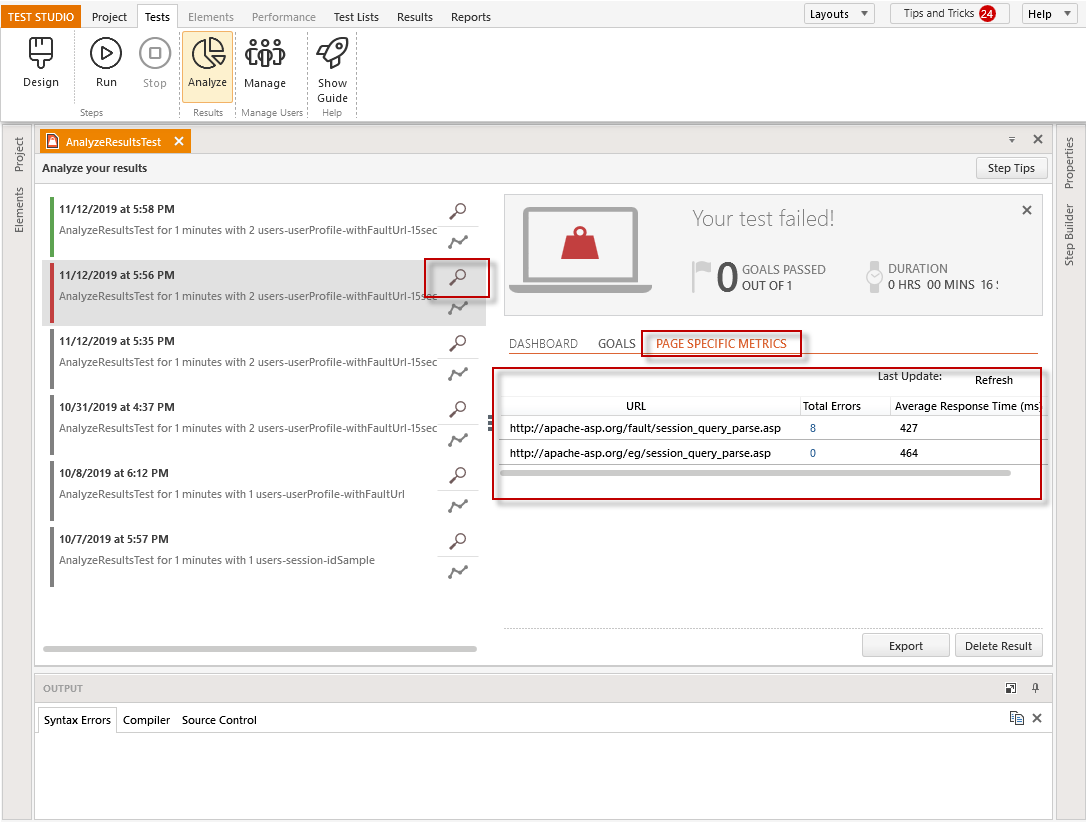 TEST STUDIO Project Tests Elements Performance Test Lists Results Reports Layouts Tips and Tricks 24 Help
Design Run Stop Analyze Manage Show Guide
Steps Results Manage Users Help
Project
Elements
AnalyzeResultsTest
Analyze your results Step Tips
11/12/2019 at 5:58 PM
AnalyzeResultsTest for 1 minutes with 2 users-userProfile-withFaultUrl-15sec
11/12/2019 at 5:56 PM
AnalyzeResultsTest for 1 minutes with 2 users-userProfile-withFaultUrl-15sec
11/12/2019 at 5:35 PM
AnalyzeResultsTest for 1 minutes with 2 users-userProfile-withFaultUrl-15sec
10/31/2019 at 4:37 PM
AnalyzeResultsTest for 1 minutes with 2 users-userProfile-withFaultUrl-15sec
10/8/2019 at 6:12 PM
AnalyzeResultsTest for 1 minutes with 1 users-userProfile-withFaultUrl
10/7/2019 at 5:57 PM
AnalyzeResultsTest for 1 minutes with 1 users-session-idSample
Your test failed!
0 GOALS PASSED
OUT OF 1
DURATION
0 HRS 00 MINS 16 S
DASHBOARD GOALS PAGE SPECIFIC METRICS
Last Update: Refresh
URL Total Errors Average Response Time (ms)
http://apache-asp.org/fault/session_query_parse.asp 8 427
http://apache-asp.org/eg/session_query_parse.asp 0 464
Export Delete Result
Properties
Step Builder
OUTPUT
Syntax Errors Compiler Source Control